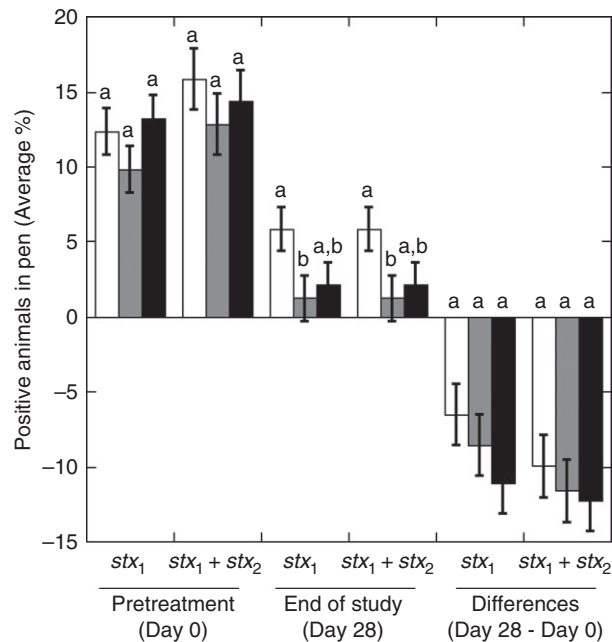 Positive animals in pen (Average %)
20
15
10
5
0
−5
−10
−15
a a a a a a
a b a,b a b a,b
a a a a a a
stx₁ stx₁ + stx₂ stx₁ stx₁ + stx₂ stx₁ stx₁ + stx₂
Pretreatment End of study Differences
(Day 0) (Day 28) (Day 28 - Day 0)